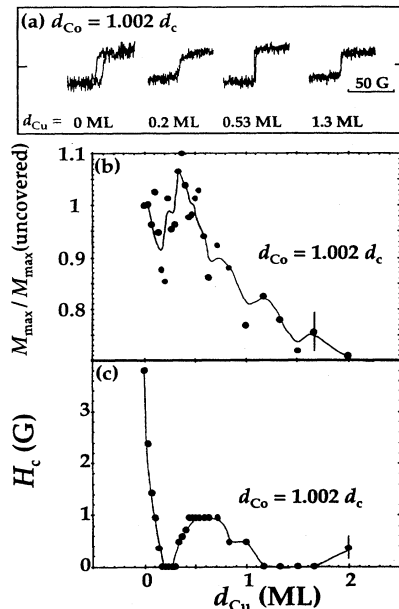 (a) d_Co = 1.002 d_c
50 G
d_Cu = 0 ML 0.2 ML 0.53 ML 1.3 ML
1.1
(b)
1
0.9
0.8
M_max / M_max (uncovered)
d_Co = 1.002 d_c
(c)
3
2
1
0
H_c (G)
d_Co = 1.002 d_c
0 1 2
d_Cu (ML)